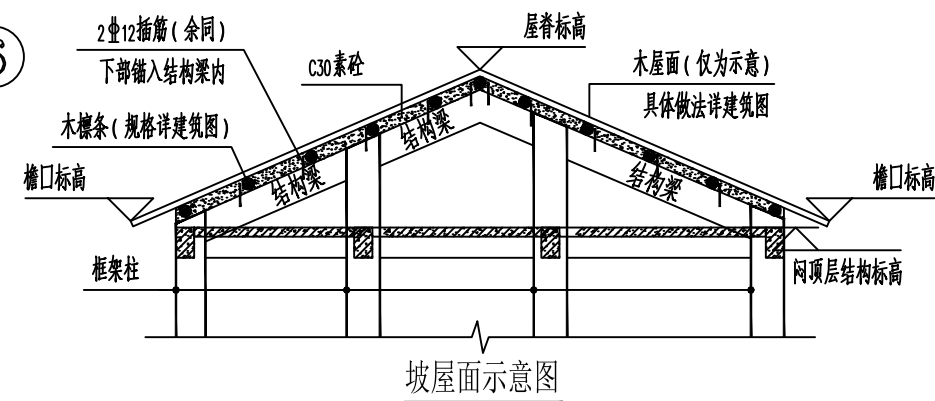 2⏀12插筋(余同)
下部锚入结构梁内
C30素砼
屋脊标高
木屋面(仅为示意)
具体做法详建筑图
木檩条(规格详建筑图)
结构梁
结构梁
结构梁
檐口标高
檐口标高
框架柱
闷顶层结构标高
坡屋面示意图